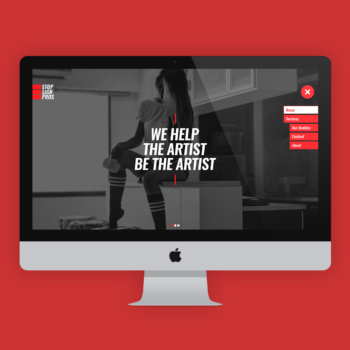 STOP
SIGN
PROS
Home
Services
Our Studios
Contact
About
WE HELP
THE ARTIST
BE THE ARTIST